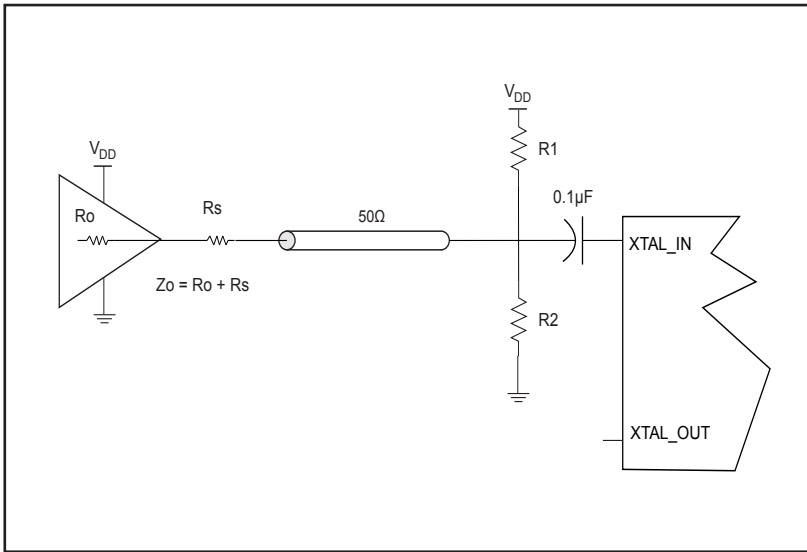 V_DD
R1
V_DD
0.1µF
Ro
Rs
50Ω
XTAL_IN
Zo = Ro + Rs
R2
XTAL_OUT